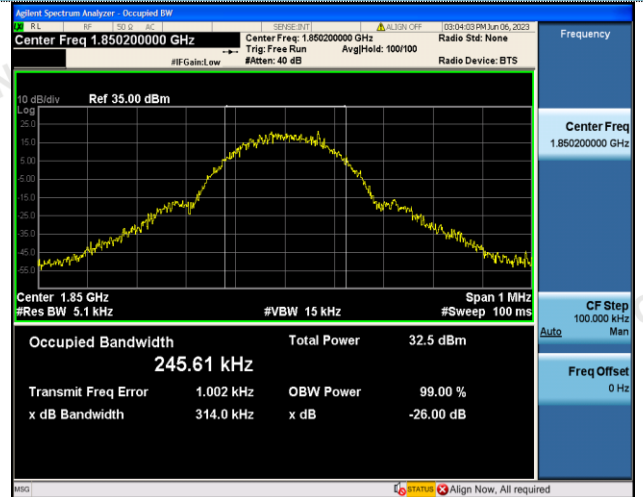 Agilent Spectrum Analyzer - Occupied BW
RL RF 50 Ω AC SENSE:INT ALIGN OFF 03:04:03 PM Jun 06, 2023
Center Freq 1.850200000 GHz Center Freq: 1.850200000 GHz Radio Std: None
Trig: Free Run Avg|Hold: 100/100
#IFGain:Low #Atten: 40 dB Radio Device: BTS
Frequency
10 dB/div Ref 35.00 dBm
Log
25.0
15.0
5.00
-5.00
-15.0
-25.0
-35.0
-45.0
-55.0
Center Freq
1.850200000 GHz
Center 1.85 GHz Span 1 MHz
#Res BW 5.1 kHz #VBW 15 kHz #Sweep 100 ms
CF Step
100.000 kHz
Auto Man
Occupied Bandwidth Total Power 32.5 dBm
245.61 kHz
Transmit Freq Error 1.002 kHz OBW Power 99.00 %
x dB Bandwidth 314.0 kHz x dB -26.00 dB
Freq Offset
0 Hz
MSG STATUS Align Now, All required